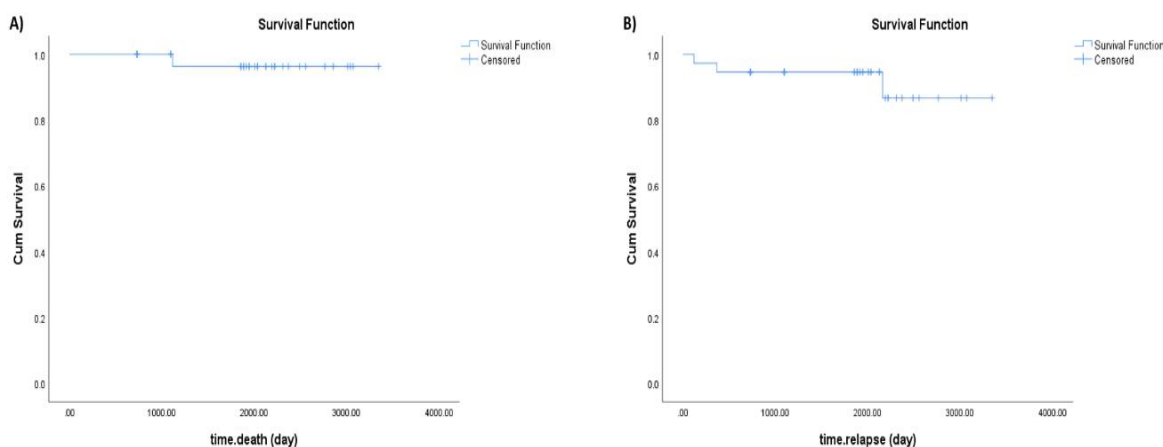 A)
Survival Function
Survival Function
Censored
1.0
0.8
0.6
0.4
0.2
0.0
Cum Survival
.00 1000.00 2000.00 3000.00 4000.00
time.death (day)
B)
Survival Function
Survival Function
Censored
1.0
0.8
0.6
0.4
0.2
0.0
Cum Survival
.00 1000.00 2000.00 3000.00 4000.00
time.relapse (day)